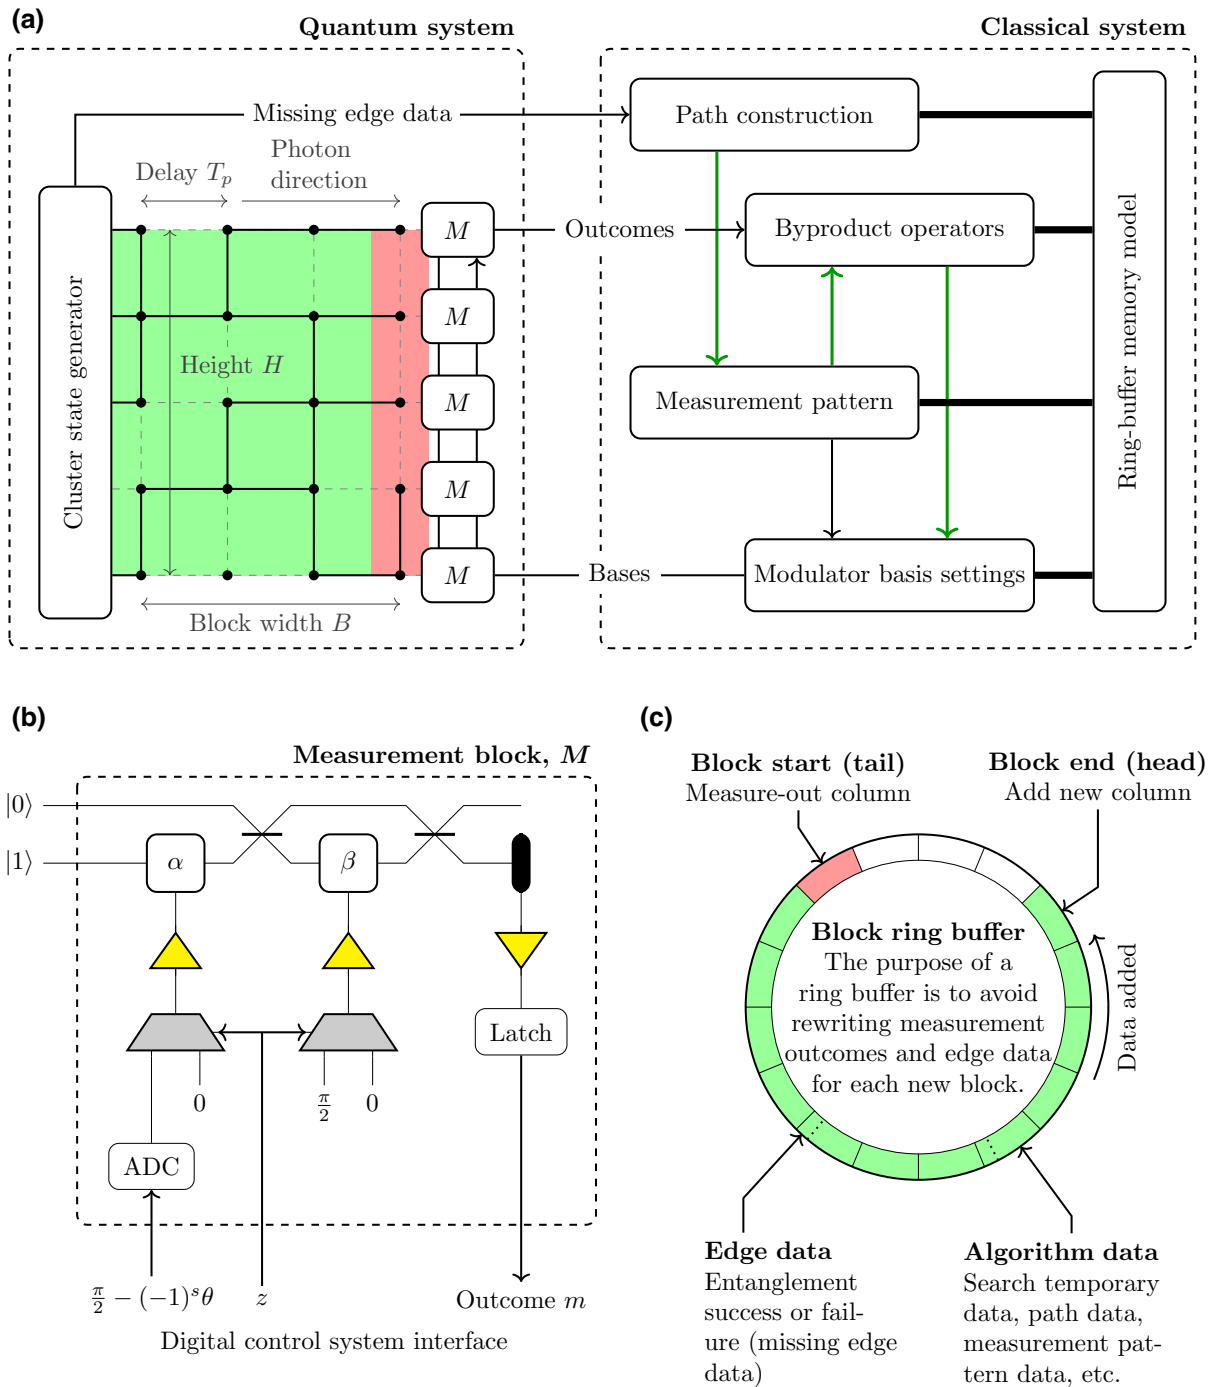 (a)
Quantum system
Classical system
Missing edge data
Path construction
Delay T_p
Photon
direction
M
Outcomes
Byproduct operators
M
Height H
M
Measurement pattern
Cluster state generator
Ring-buffer memory model
M
M
Bases
Modulator basis settings
Block width B
(b)
Measurement block, M
|0⟩
|1⟩
α
β
Latch
0
π/2
0
ADC
π/2 − (−1)^s θ
z
Outcome m
Digital control system interface
(c)
Block start (tail)
Measure-out column
Block end (head)
Add new column
Block ring buffer
The purpose of a
ring buffer is to avoid
rewriting measurement
outcomes and edge data
for each new block.
Data added
Edge data
Entanglement
success or fail-
ure (missing edge
data)
Algorithm data
Search temporary
data, path data,
measurement pat-
tern data, etc.